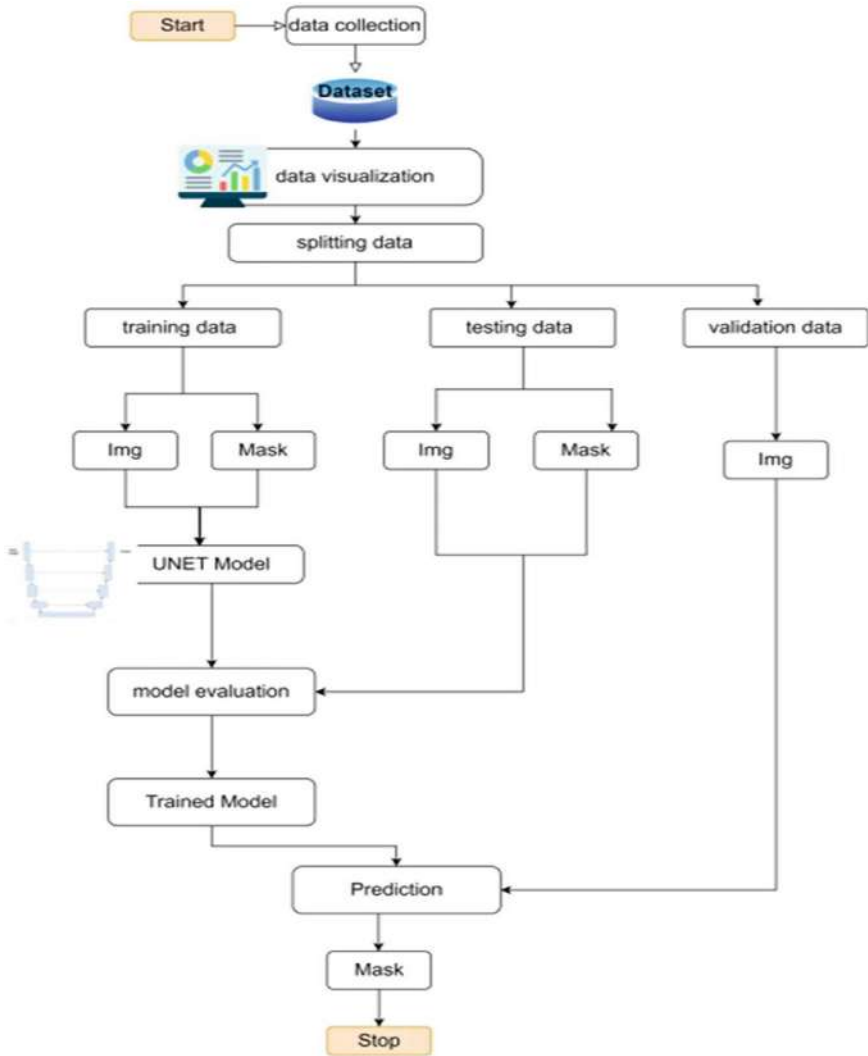 Start
data collection
Dataset
data visualization
splitting data
training data
testing data
validation data
Img
Mask
Img
Mask
Img
UNET Model
model evaluation
Trained Model
Prediction
Mask
Stop